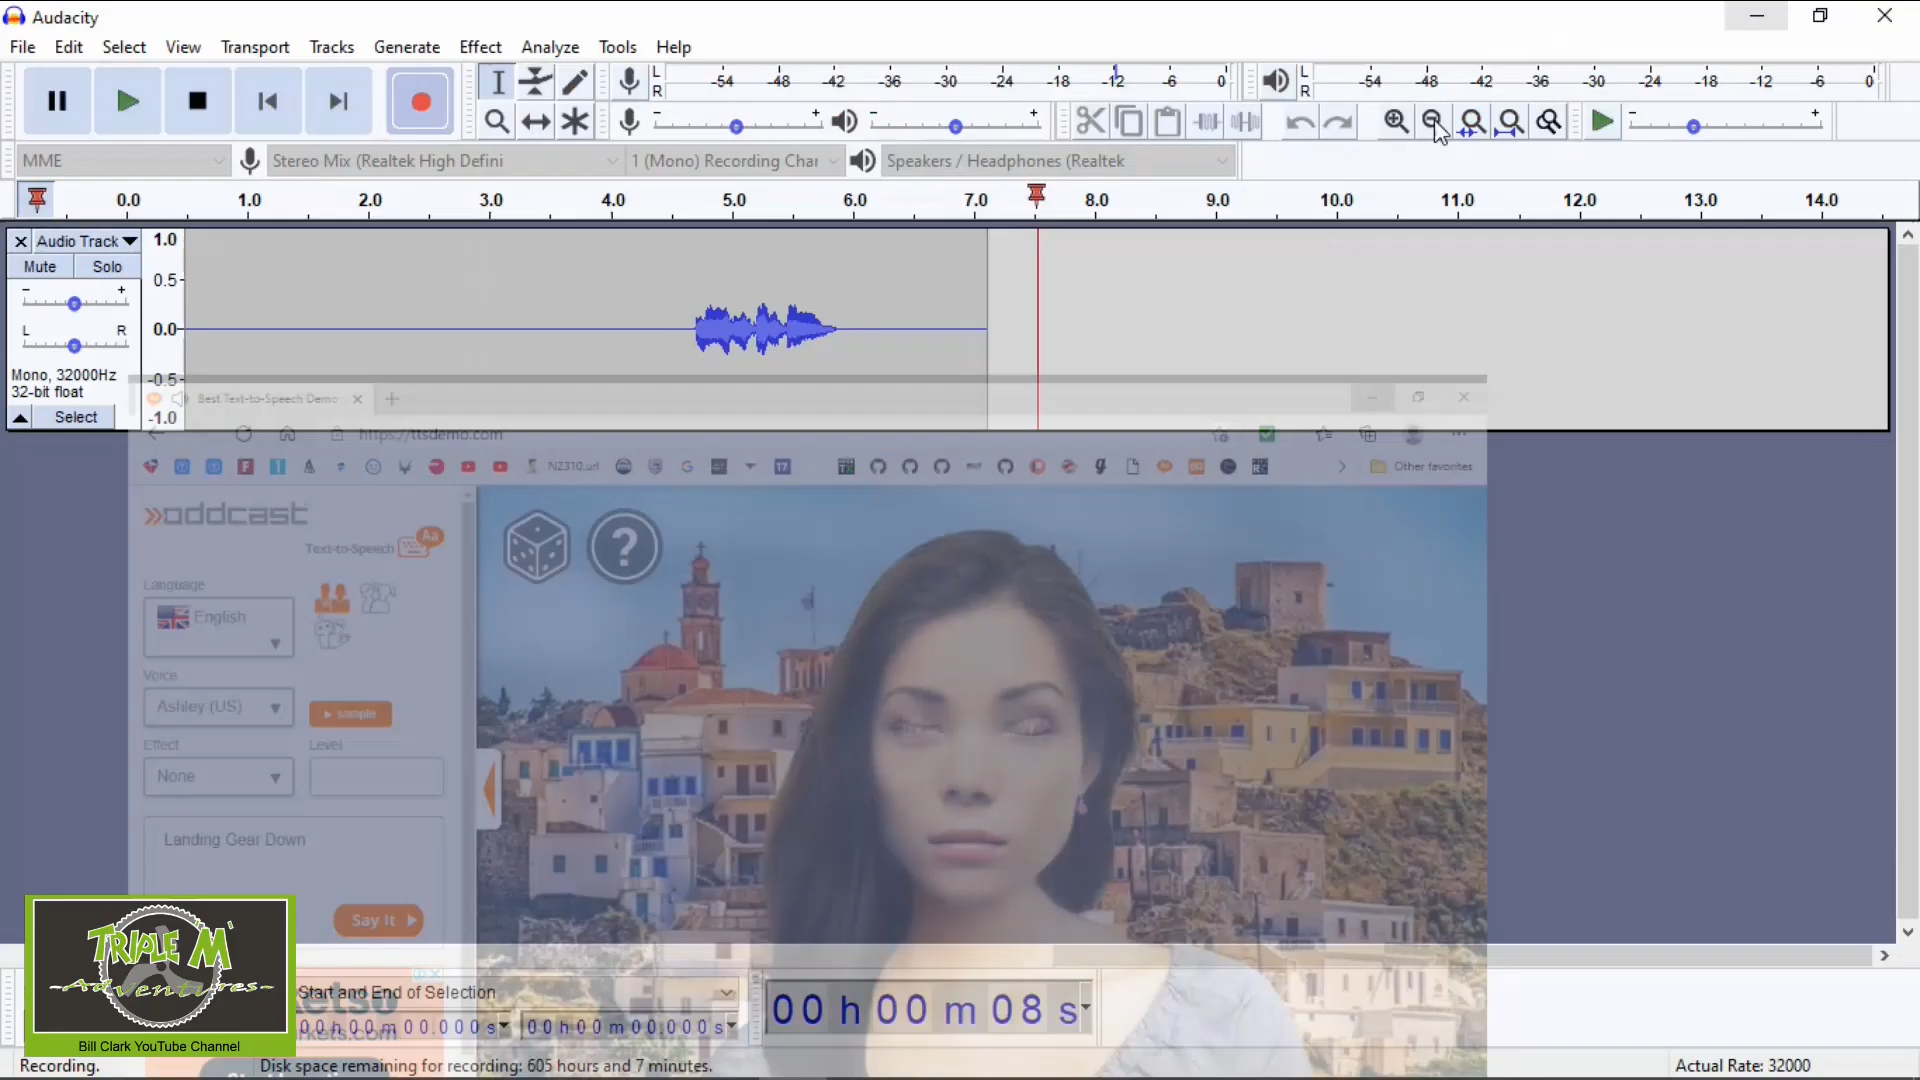 Audacity
File Edit Select View Transport Tracks Generate Effect Analyze Tools Help
L R -54 -48 -42 -36 -30 -24 -18 -12 -6 0
L R -54 -48 -42 -36 -30 -24 -18 -12 -6 0
MME Stereo Mix (Realtek High Defini 1 (Mono) Recording Char Speakers / Headphones (Realtek
0.0 1.0 2.0 3.0 4.0 5.0 6.0 7.0 8.0 9.0 10.0 11.0 12.0 13.0 14.0
Audio Track 1.0
Mute Solo
0.5
L R 0.0
Mono, 32000Hz
32-bit float -0.5
Select -1.0
Best Text-to-Speech Demo
https://ttsdemo.com
N2310.url 17 Other favorites
oddcast
Text-to-Speech Aa
Language
English
Voice
Ashley (US) sample
Effect Level
None
Landing Gear Down
Say It
TRIPLE M
-Adventures-
Bill Clark YouTube Channel
Start and End of Selection
00 h 00 m 00.000 s 00 h 00 m 00.000 s
00 h 00 m 08 s
Recording. Disk space remaining for recording: 605 hours and 7 minutes. Actual Rate: 32000